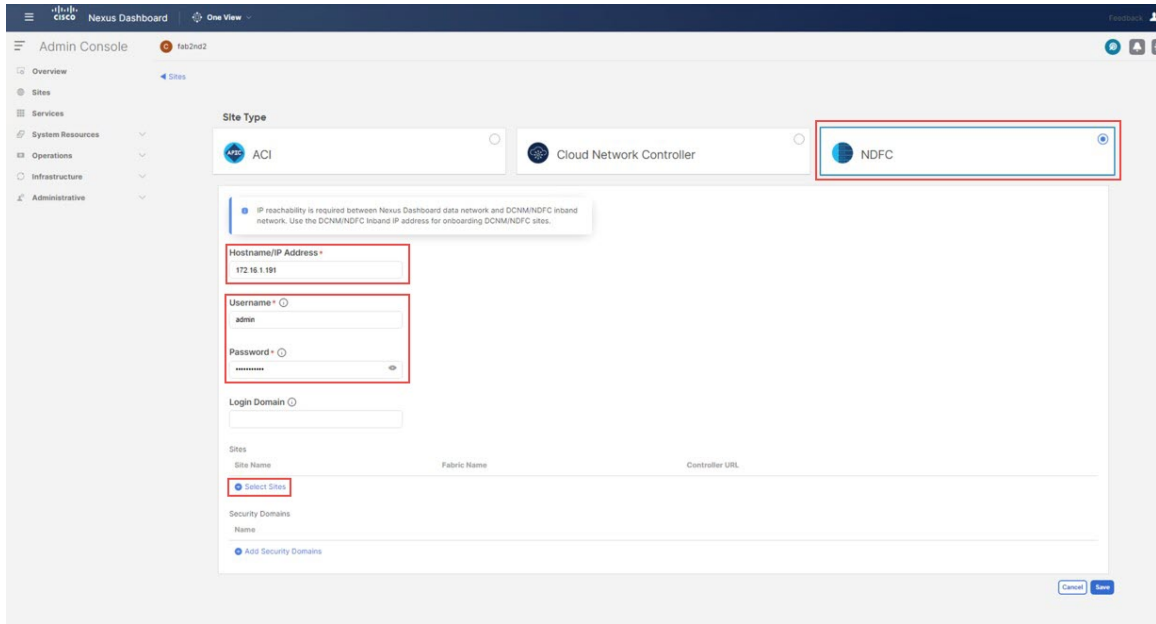 CISCO Nexus Dashboard One View Feedback
Admin Console
fab2nd2
Overview
Sites
Sites
Services
System Resources
Operations
Infrastructure
Administrative
Site Type
APIC ACI
Cloud Network Controller
NDFC
IP reachability is required between Nexus Dashboard data network and DCNM/NDFC inband
network. Use the DCNM/NDFC Inband IP address for onboarding DCNM/NDFC sites.
Hostname/IP Address *
172.16.1.191
Username *
admin
Password *
Login Domain
Sites
Site Name Fabric Name Controller URL
Select Sites
Security Domains
Name
Add Security Domains
Cancel Save